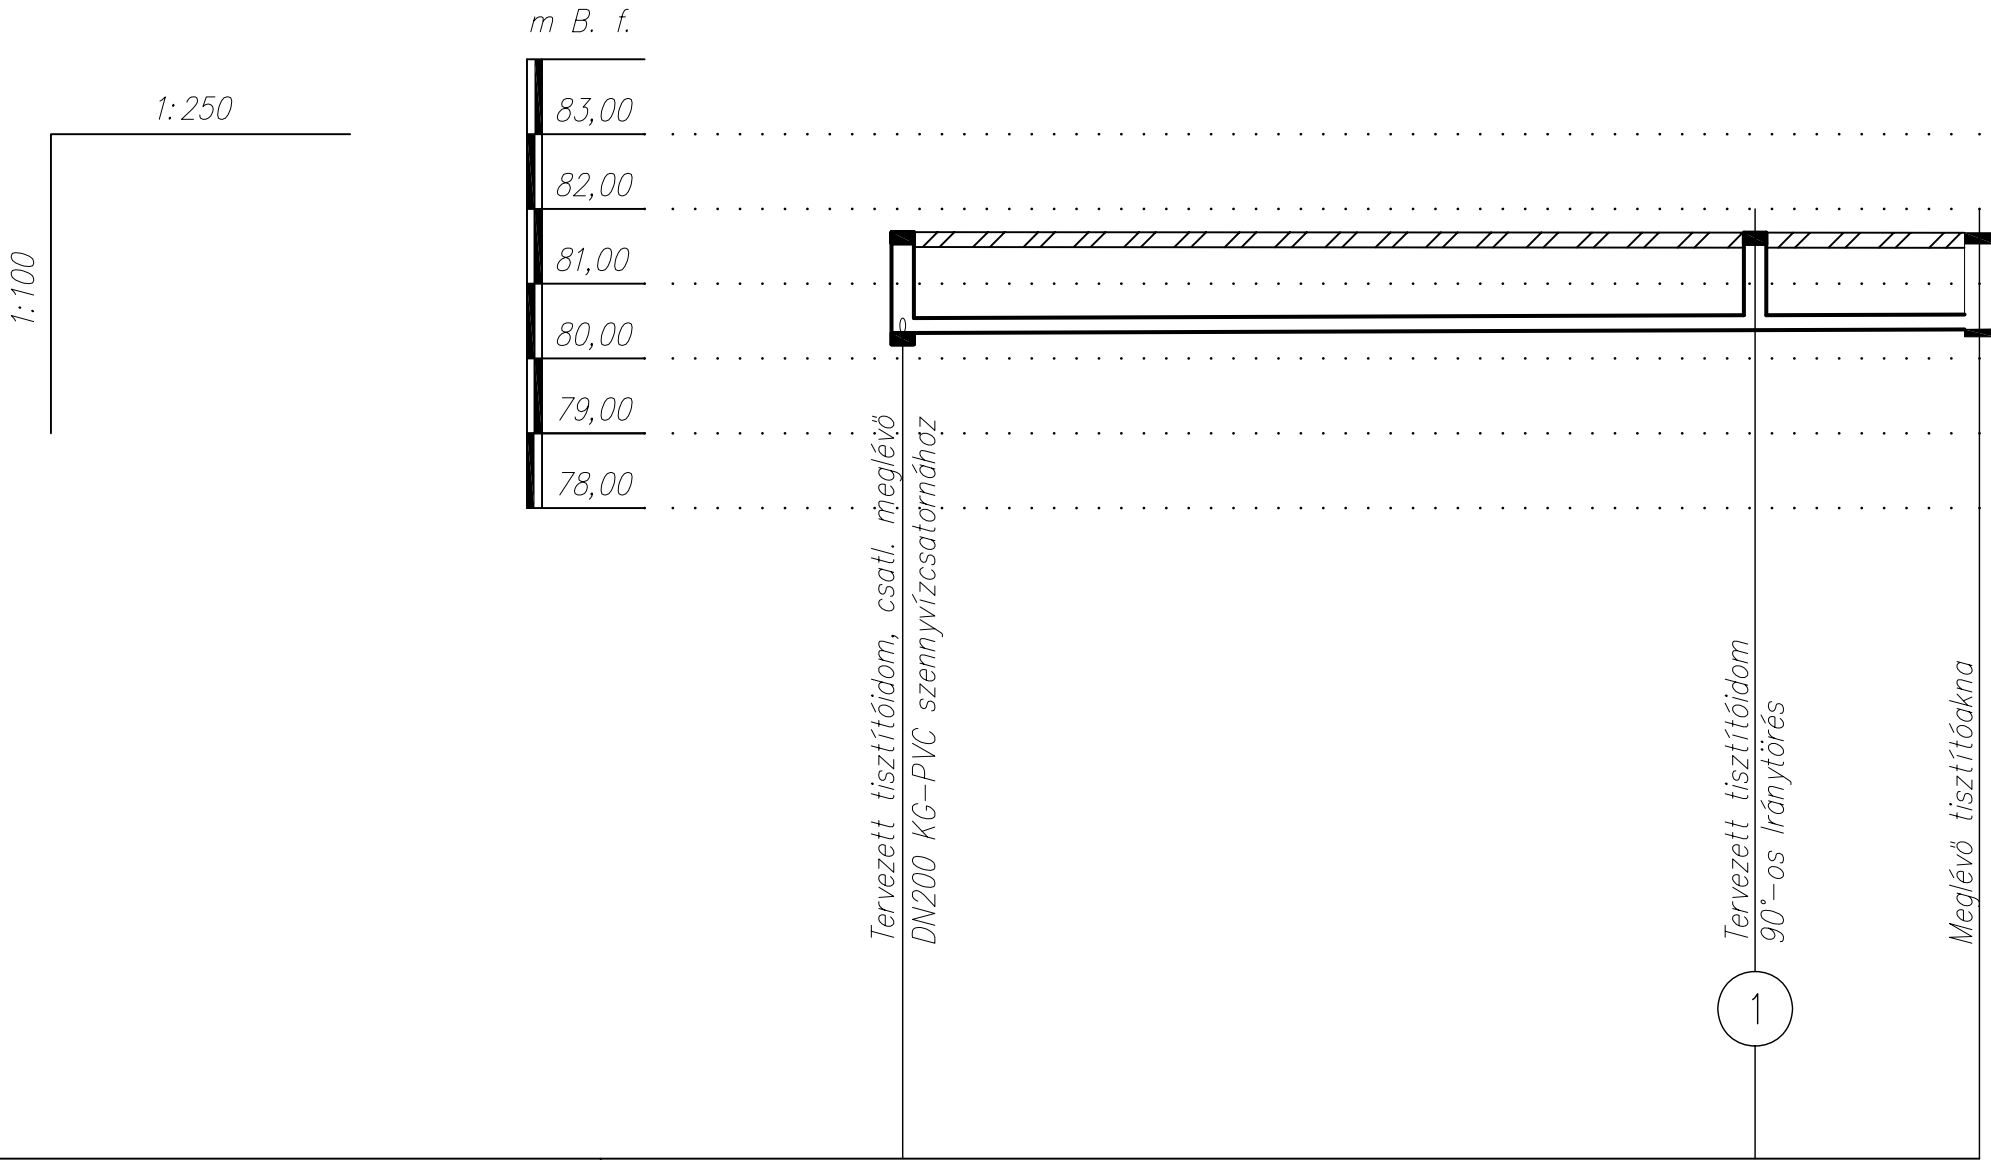 m B. f.
1:250
1:100
83,00
82,00
81,00
80,00
79,00
78,00
Tervezett tisztítóidom, csatl. meglévő
DN200 KG-PVC szennyvízcsatornához
Tervezett tisztítóidom
90°-os Iránytörés
Meglévő tisztítóakna
1